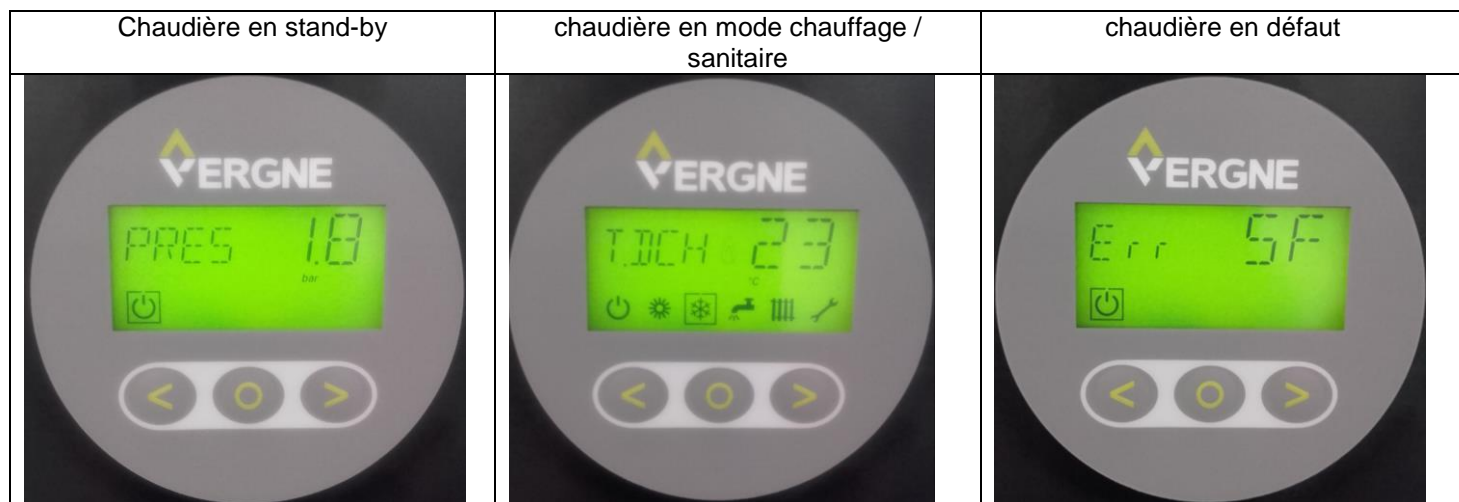 Chaudière en stand-by
chaudière en mode chauffage /
sanitaire
chaudière en défaut
VERGNE
PRES 1.8
bar
< O >
VERGNE
T.DCH 23
°C
< O >
VERGNE
Err SF
< O >